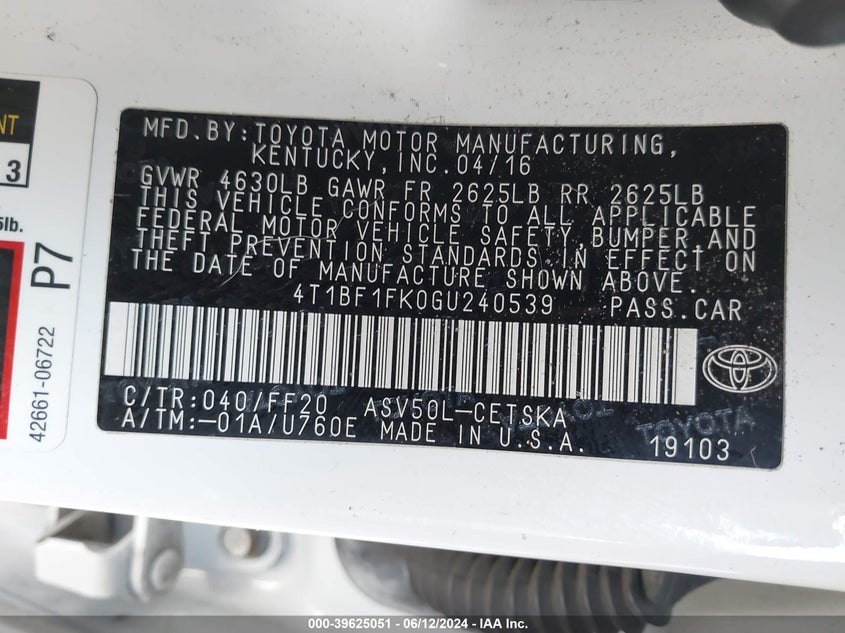 MFD.BY:TOYOTA MOTOR MANUFACTURING,
KENTUCKY,INC.04/16
GVWR 4630LB GAWR FR 2625LB RR 2625LB
THIS VEHICLE CONFORMS TO ALL APPLICABLE
FEDERAL MOTOR VEHICLE SAFETY,BUMPER,AND
THEFT PREVENTION STANDARDS IN EFFECT ON
THE DATE OF MANUFACTURE SHOWN ABOVE.
4T1BF1FK0GU240539 PASS.CAR
C/TR:040/FF20 ASV50L-CETSKA
A/TM:-01A/U760E MADE IN U.S.A.
19103
TOYOTA
3
lb.
P7
42661-06722
000-39625051 - 06/12/2024 - IAA Inc.